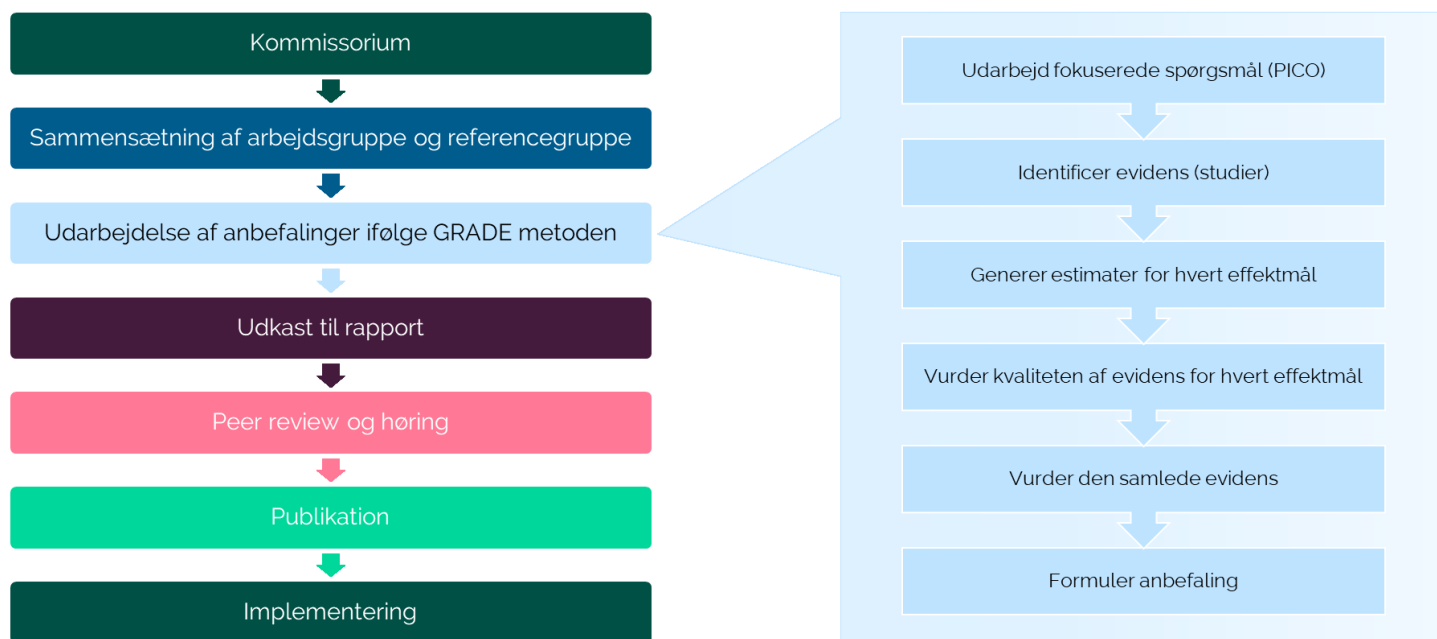 Kommissorium
Sammensætning af arbejdsgruppe og referencegruppe
Udarbejdelse af anbefalinger ifølge GRADE metoden
Udkast til rapport
Peer review og høring
Publikation
Implementering
Udarbejd fokuserede spørgsmål (PICO)
Identificer evidens (studier)
Generer estimater for hvert effektmål
Vurder kvaliteten af evidens for hvert effektmål
Vurder den samlede evidens
Formuler anbefaling